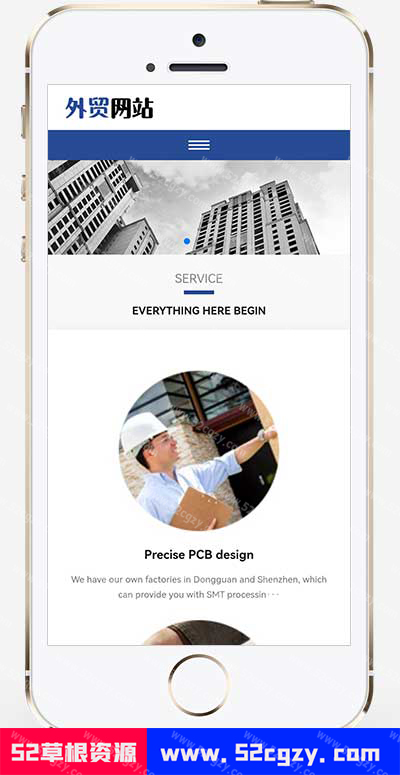 外贸网站
SERVICE
EVERYTHING HERE BEGIN
Precise PCB design
We have our own factories in Dongguan and Shenzhen, which
can provide you with SMT processin···
52草根资源
www.52cgzy.com